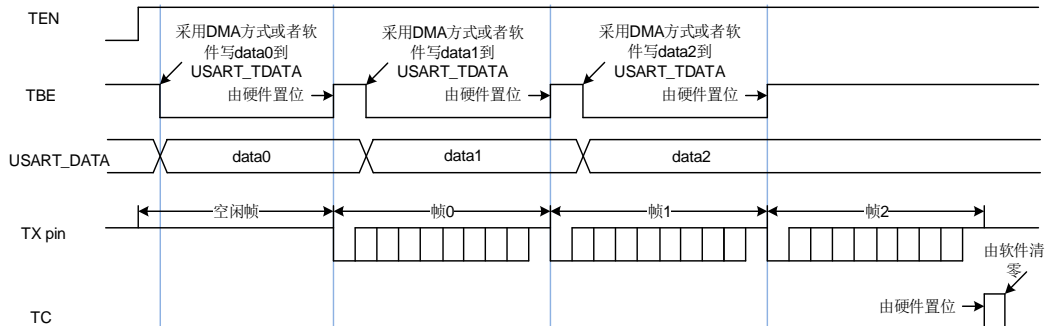 TEN
采用DMA方式或者软
件写data0到
USART_TDATA
采用DMA方式或者软
件写data1到
USART_TDATA
采用DMA方式或者软
件写data2到
USART_TDATA
TBE
由硬件置位
由硬件置位
由硬件置位
USART_DATA
data0
data1
data2
空闲帧
帧0
帧1
帧2
TX pin
由软件清
零
由硬件置位
TC